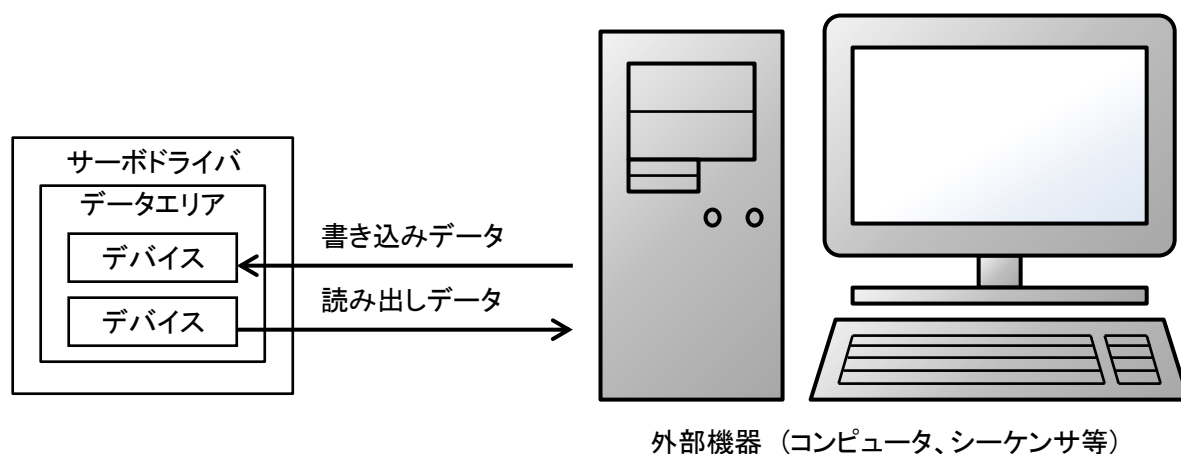 サーボドライバ
データエリア
デバイス
デバイス
書き込みデータ
読み出しデータ
外部機器 （コンピュータ、シーケンサ等）